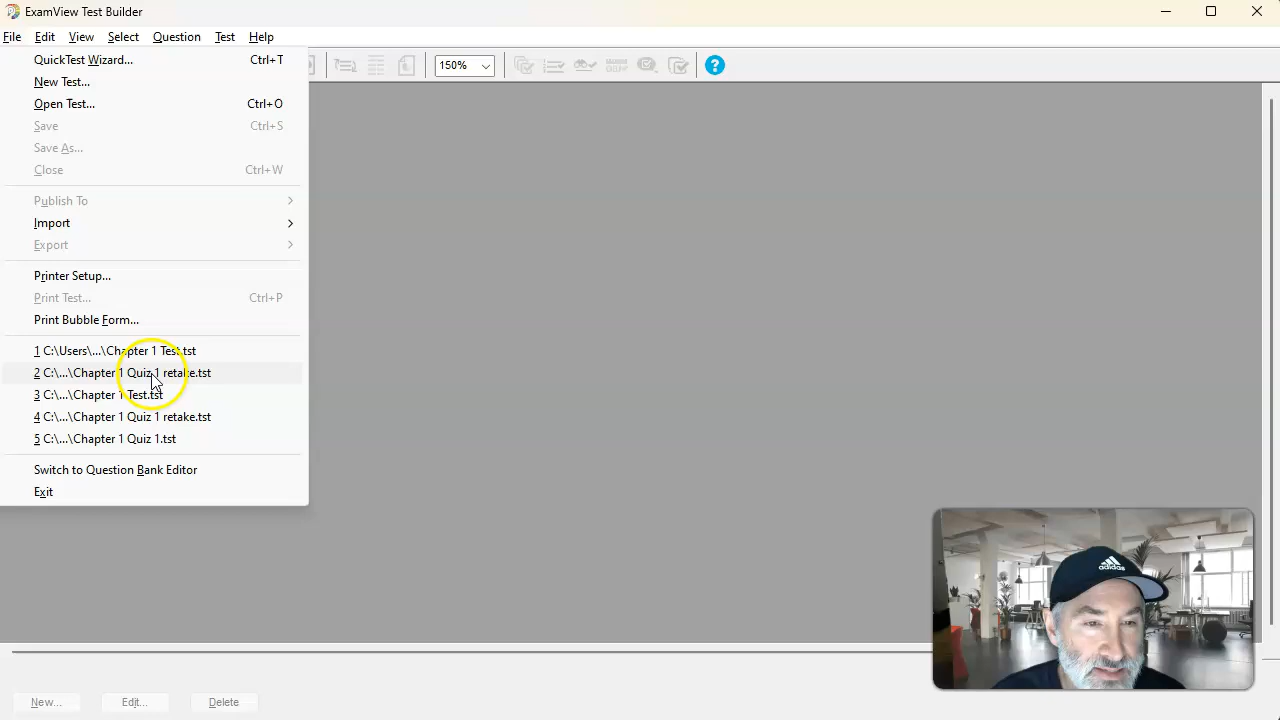 ExamView Test Builder
File Edit View Select Question Test Help
QuickTest Wizard... Ctrl+T
New Test...
150%
Open Test... Ctrl+O
Save Ctrl+S
Save As...
Close Ctrl+W
Publish To
Import
Export
Printer Setup...
Print Test... Ctrl+P
Print Bubble Form...
1 C:\Users\...\Chapter 1 Test.tst
2 C:\...\Chapter 1 Quiz 1 retake.tst
3 C:\...\Chapter 1 Test.tst
4 C:\...\Chapter 1 Quiz 1 retake.tst
5 C:\...\Chapter 1 Quiz 1.tst
Switch to Question Bank Editor
Exit
adidas
New... Edit... Delete